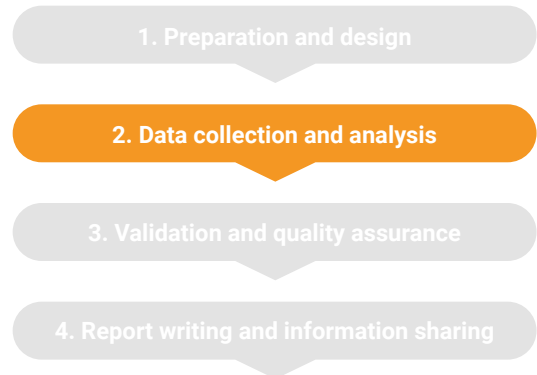 1. Preparation and design
2. Data collection and analysis
3. Validation and quality assurance
4. Report writing and information sharing